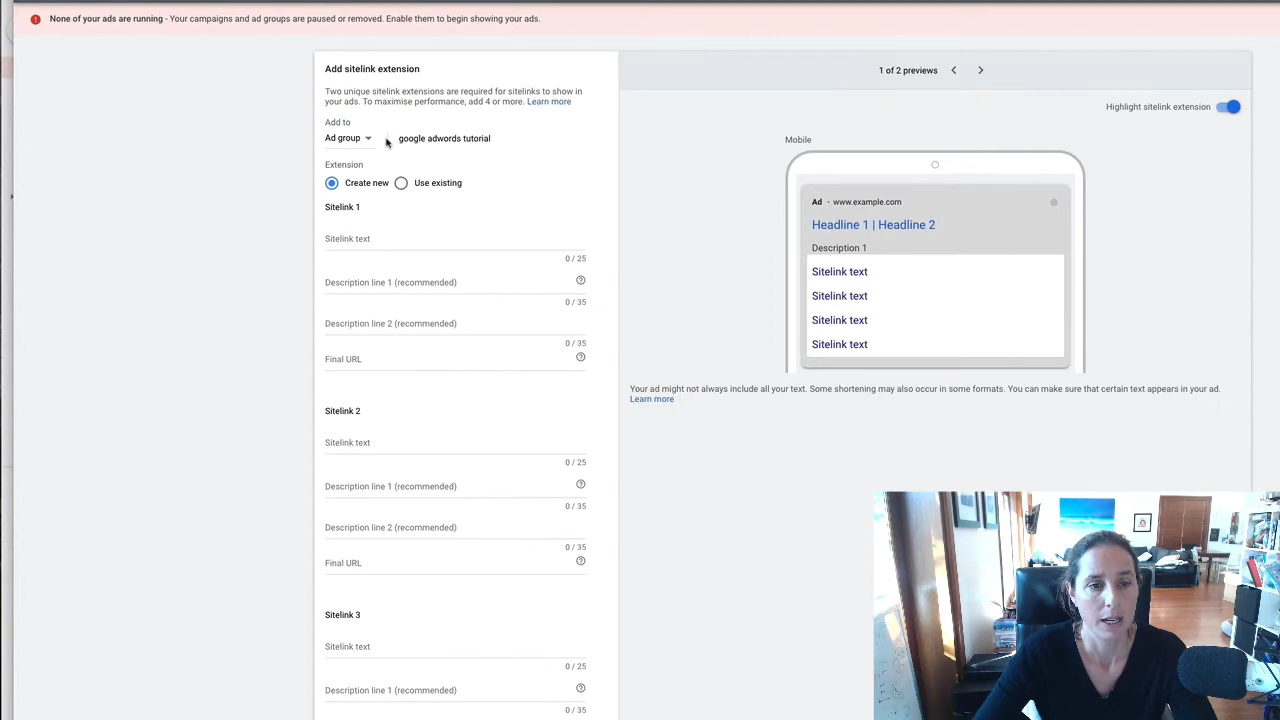 None of your ads are running - Your campaigns and ad groups are paused or removed. Enable them to begin showing your ads.
Add sitelink extension
Two unique sitelink extensions are required for sitelinks to show in
your ads. To maximise performance, add 4 or more. Learn more
Add to
Ad group
google adwords tutorial
Extension
Create new
Use existing
Sitelink 1
Sitelink text
0 / 25
Description line 1 (recommended)
0 / 35
Description line 2 (recommended)
0 / 35
Final URL
Sitelink 2
Sitelink text
0 / 25
Description line 1 (recommended)
0 / 35
Description line 2 (recommended)
0 / 35
Final URL
Sitelink 3
Sitelink text
0 / 25
Description line 1 (recommended)
0 / 35
1 of 2 previews
Highlight sitelink extension
Mobile
Ad · www.example.com
Headline 1 | Headline 2
Description 1
Sitelink text
Sitelink text
Sitelink text
Sitelink text
Your ad might not always include all your text. Some shortening may also occur in some formats. You can make sure that certain text appears in your ad.
Learn more